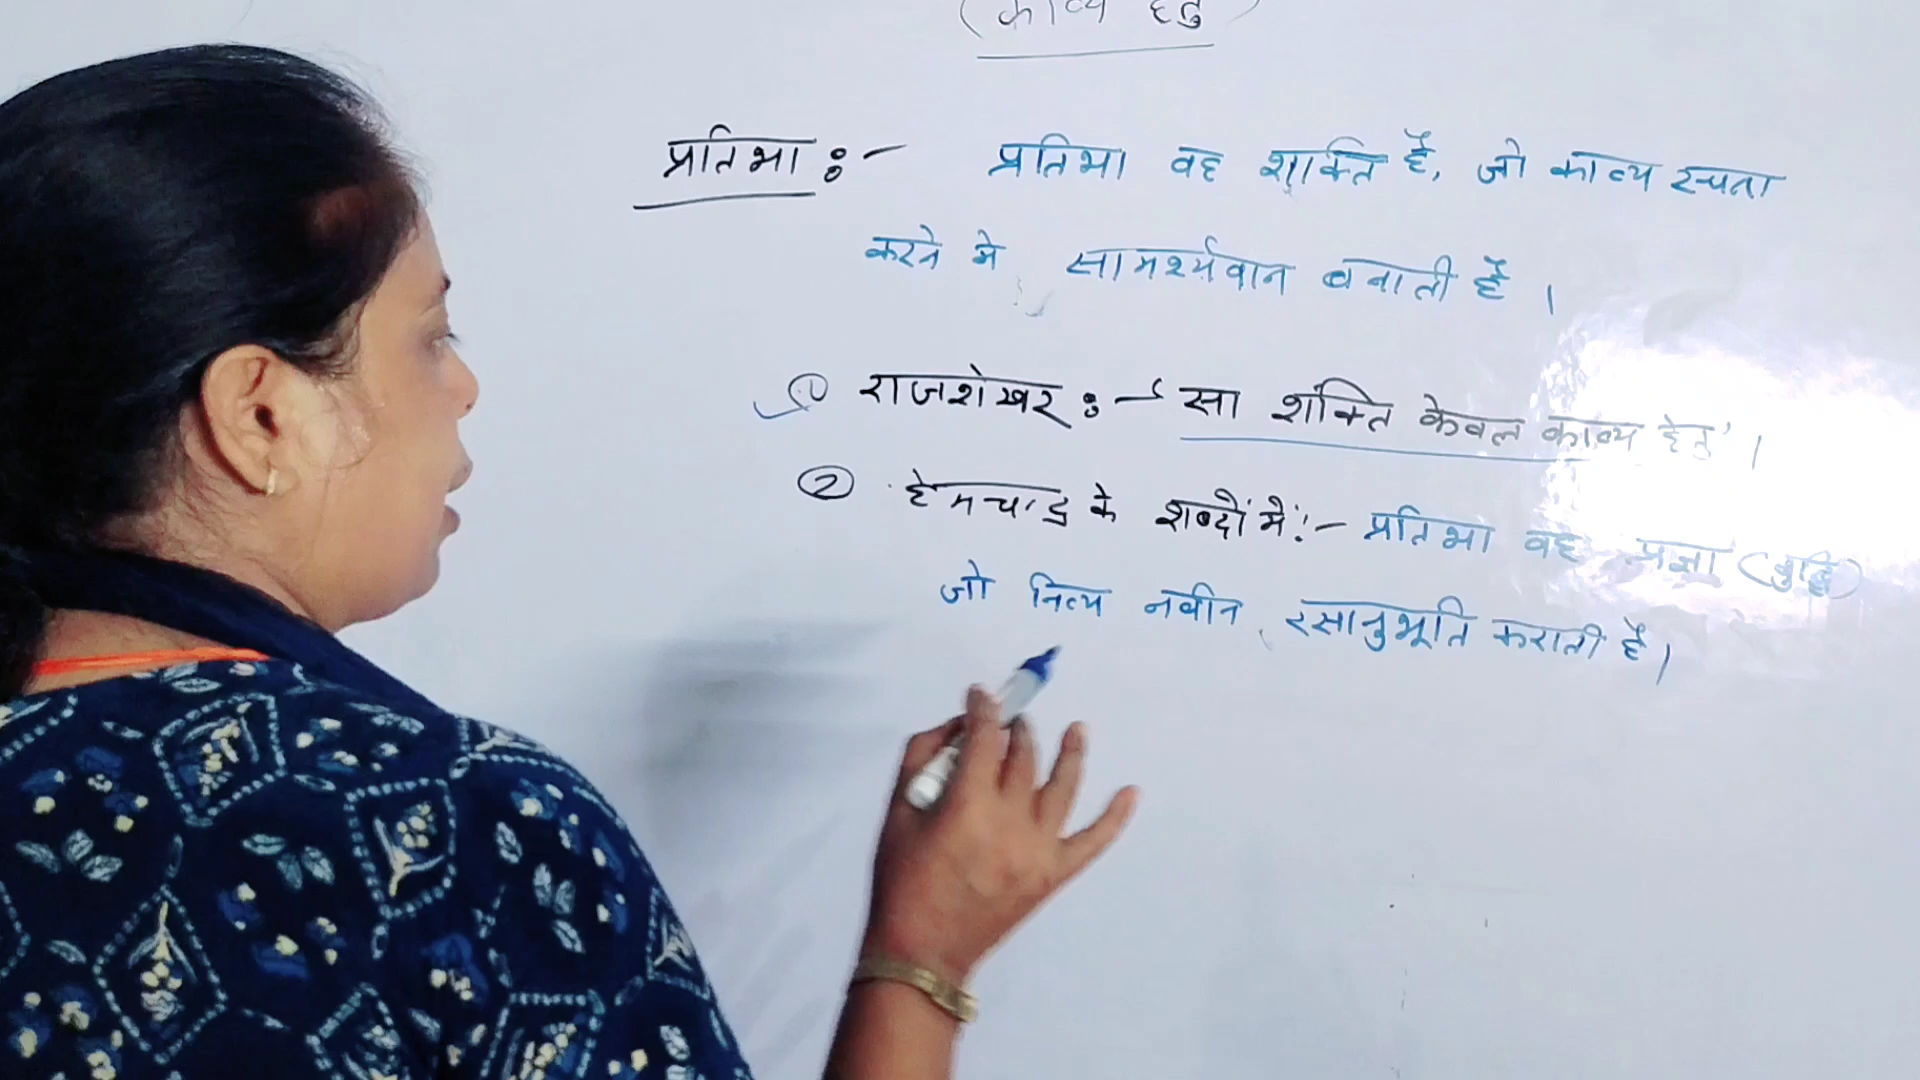 (काव्य हेतु)
प्रतिभा :- प्रतिभा वह शक्ति है, जो काव्य रचना
करने मे सामर्थ्यवान बनाती है ।
① राजशेखर :- 'सा शक्ति केवल काव्य हेतु' ।
② हेमचन्द्र के शब्दों में :- प्रतिभा वह प्रज्ञा (बुद्धि)
जो नित्य नवीन रसानुभूति कराती है ।